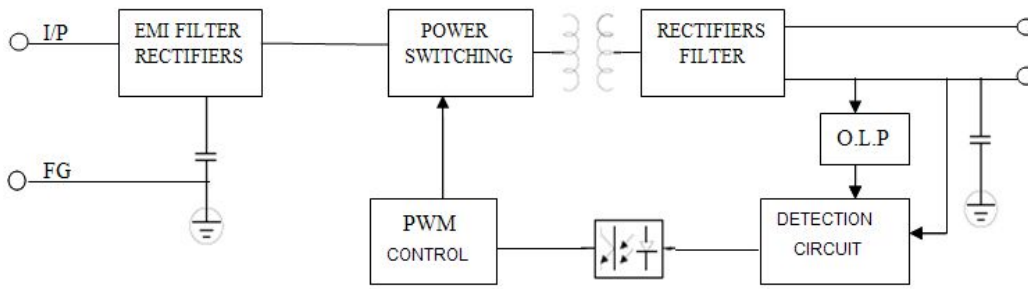 I/P
EMI FILTER
RECTIFIERS
POWER
SWITCHING
RECTIFIERS
FILTER
O.L.P
FG
PWM
CONTROL
DETECTION
CIRCUIT